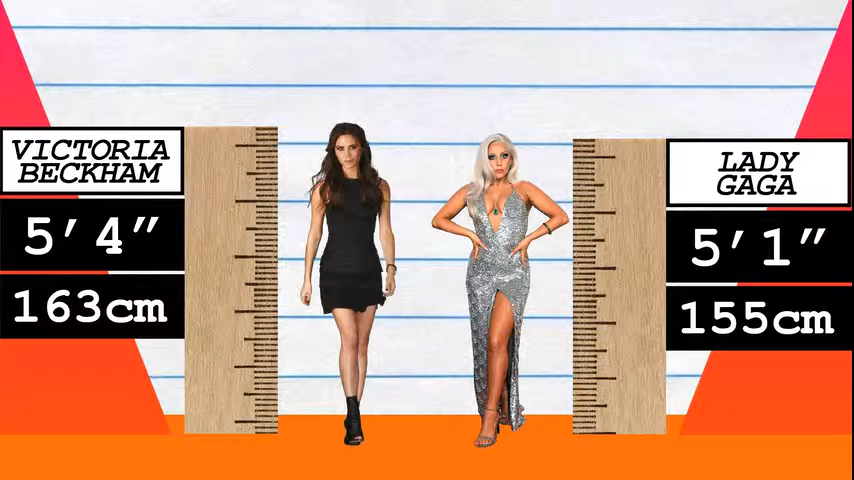 VICTORIA
BECKHAM
5’4”
163cm
LADY
GAGA
5’1”
155cm